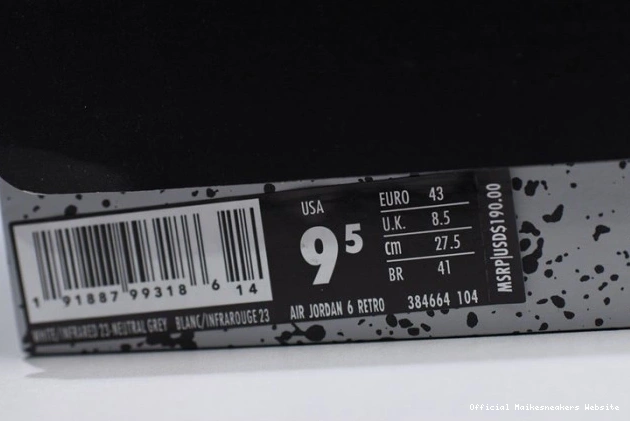 1 91887 99318 6 14
WHITE/INFRARED 23-NEUTRAL GREY BLANC/INFRAROUGE 23
USA
9 5
EURO 43
U.K. 8.5
cm 27.5
BR 41
AIR JORDAN 6 RETRO 384664 104
MSRP|USD$190.00
Official Maikesneakers Website